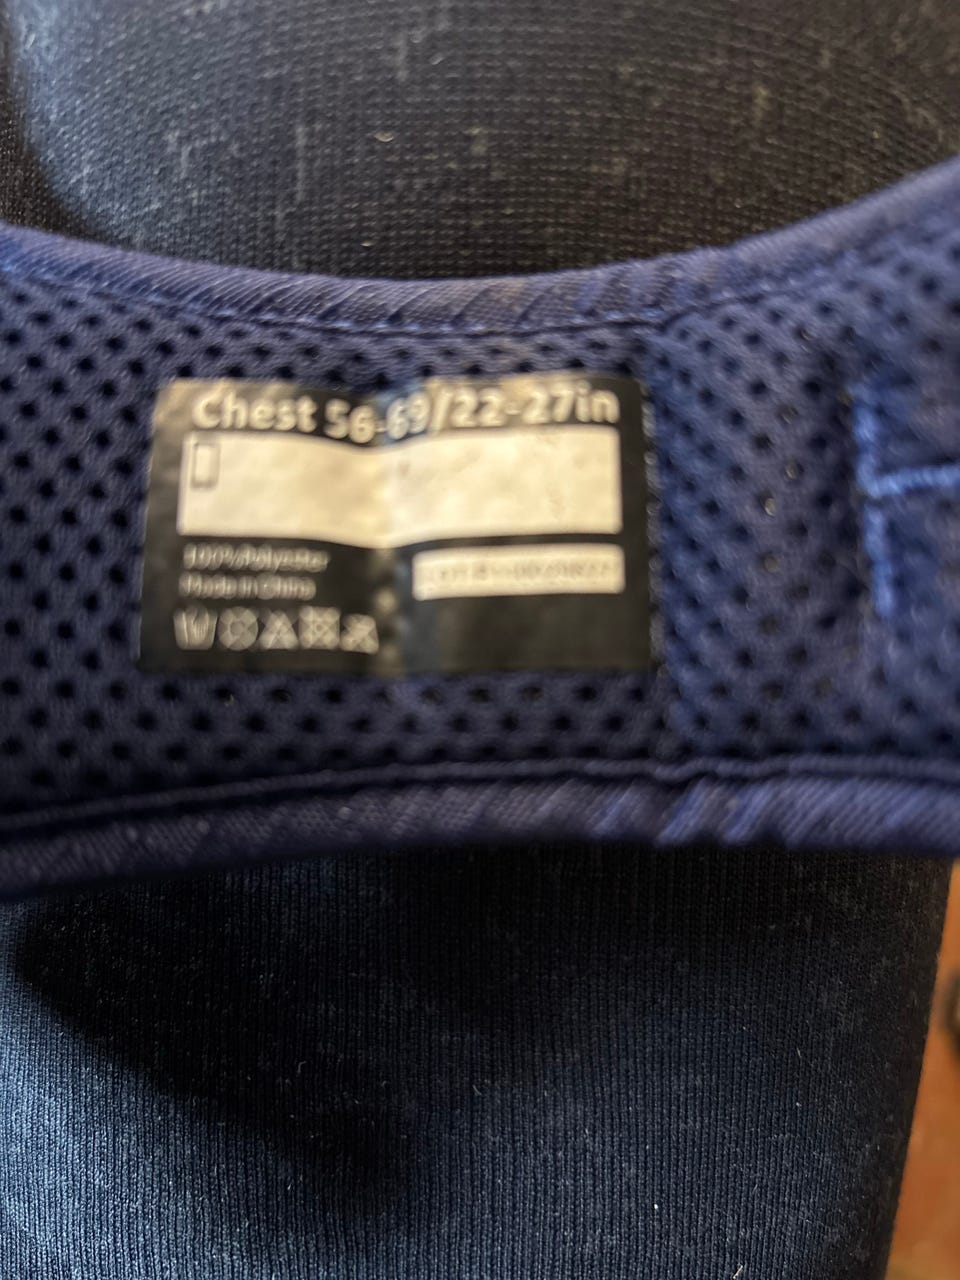 Chest 56-69/22-27in
100%Polyester
Made in China